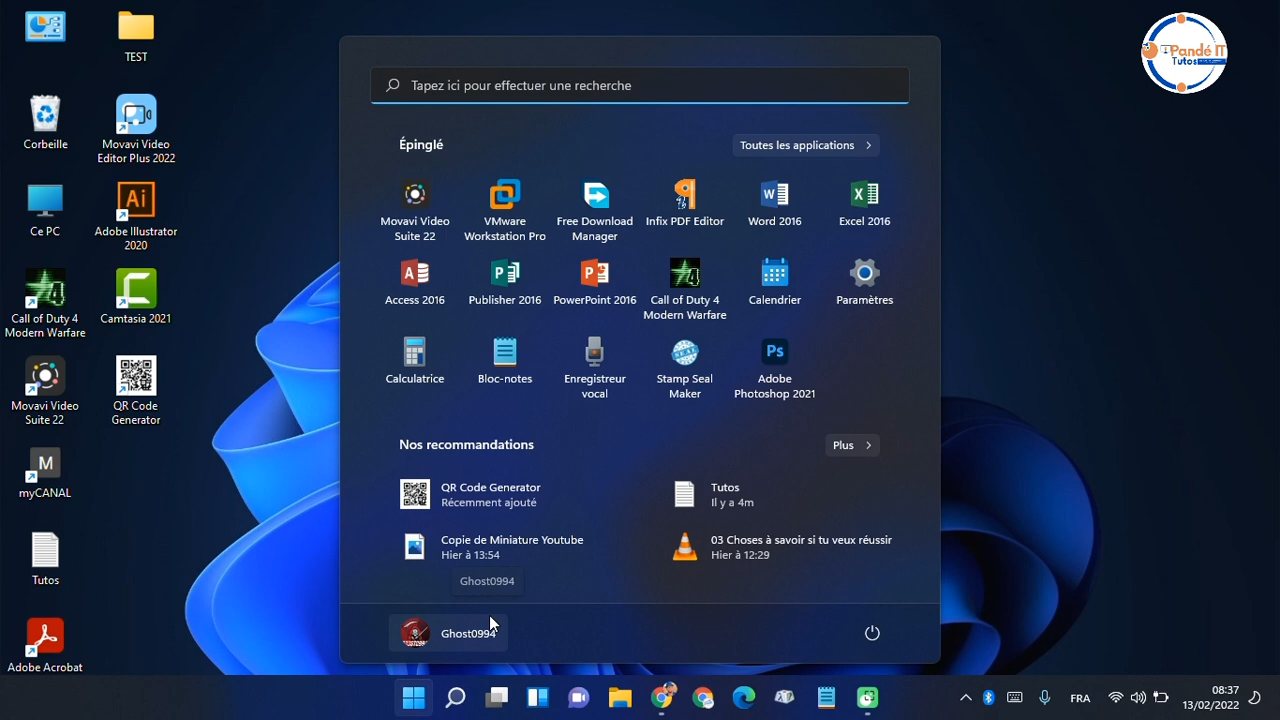 TEST
Corbeille
Movavi Video
Editor Plus 2022
Ce PC
Adobe Illustrator
2020
Call of Duty 4
Modern Warfare
Camtasia 2021
Movavi Video
Suite 22
QR Code
Generator
M
myCANAL
Tutos
Adobe Acrobat
Pandé IT
Tutos
Tapez ici pour effectuer une recherche
Épinglé
Toutes les applications
Movavi Video
Suite 22
VMware
Workstation Pro
Free Download
Manager
Infix PDF Editor
Word 2016
Excel 2016
Access 2016
Publisher 2016
PowerPoint 2016
Call of Duty 4
Modern Warfare
Calendrier
Paramètres
Calculatrice
Bloc-notes
Enregistreur
vocal
Stamp Seal
Maker
Adobe
Photoshop 2021
Nos recommandations
Plus
QR Code Generator
Récemment ajouté
Tutos
Il y a 4m
Copie de Miniature Youtube
Hier à 13:54
03 Choses à savoir si tu veux réussir
Hier à 12:29
Ghost0994
Ghost0994
FRA
08:37
13/02/2022